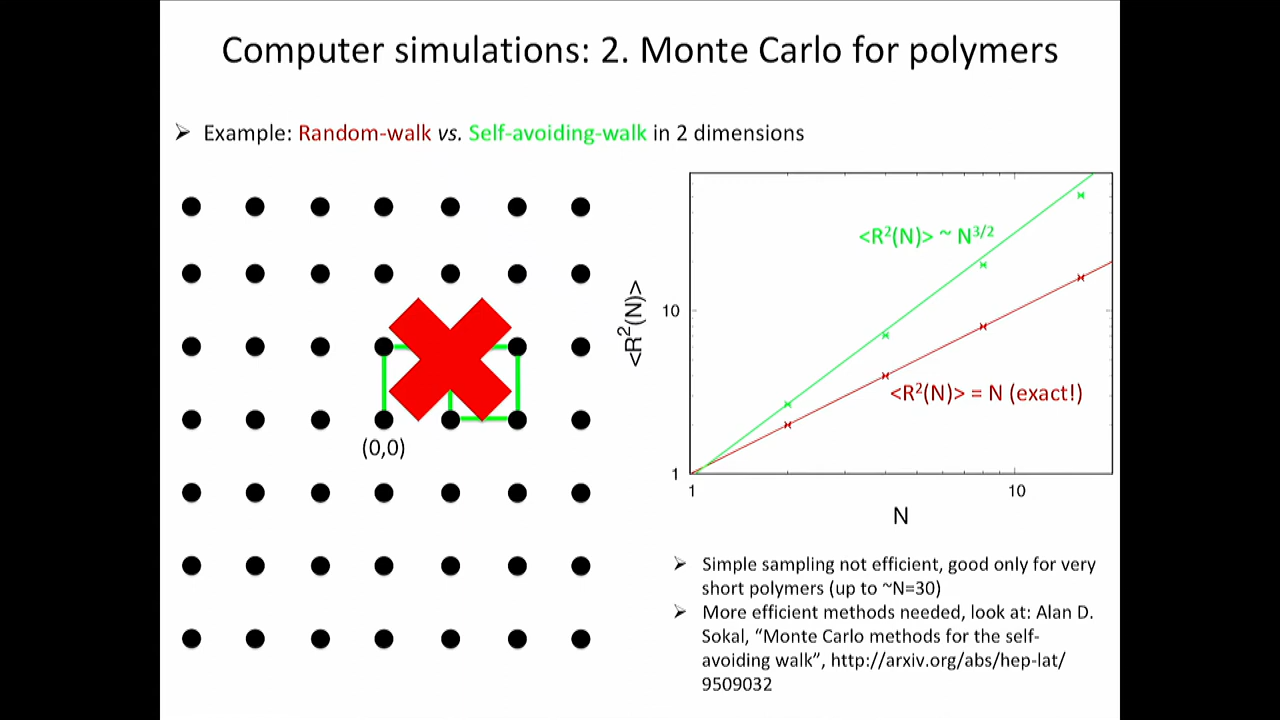 Computer simulations: 2. Monte Carlo for polymers
➢ Example: Random-walk vs. Self-avoiding-walk in 2 dimensions
(0,0)
<R²(N)>
10
1
1
10
N
<R²(N)> ~ N³/²
<R²(N)> = N (exact!)
➢ Simple sampling not efficient, good only for very
short polymers (up to ~N=30)
➢ More efficient methods needed, look at: Alan D.
Sokal, “Monte Carlo methods for the self-
avoiding walk”, http://arxiv.org/abs/hep-lat/
9509032